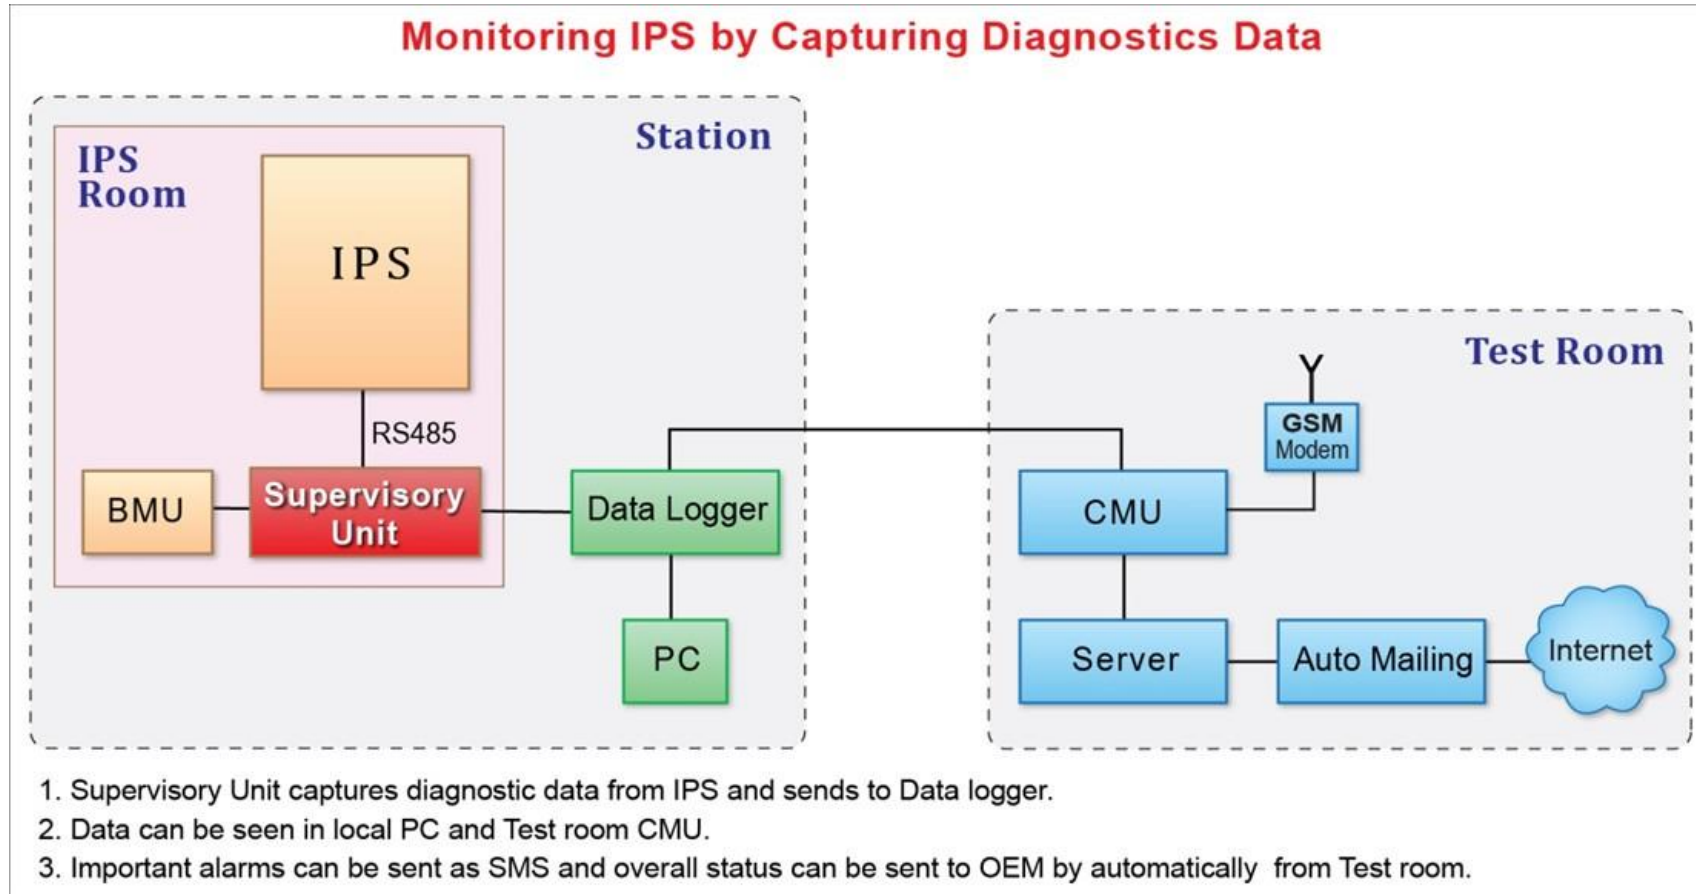 Monitoring IPS by Capturing Diagnostics Data
Station
IPS
Room
IPS
RS485
BMU
Supervisory
Unit
Data Logger
PC
Test Room
GSM
Modem
CMU
Server
Auto Mailing
Internet
1. Supervisory Unit captures diagnostic data from IPS and sends to Data logger.
2. Data can be seen in local PC and Test room CMU.
3. Important alarms can be sent as SMS and overall status can be sent to OEM by automatically from Test room.